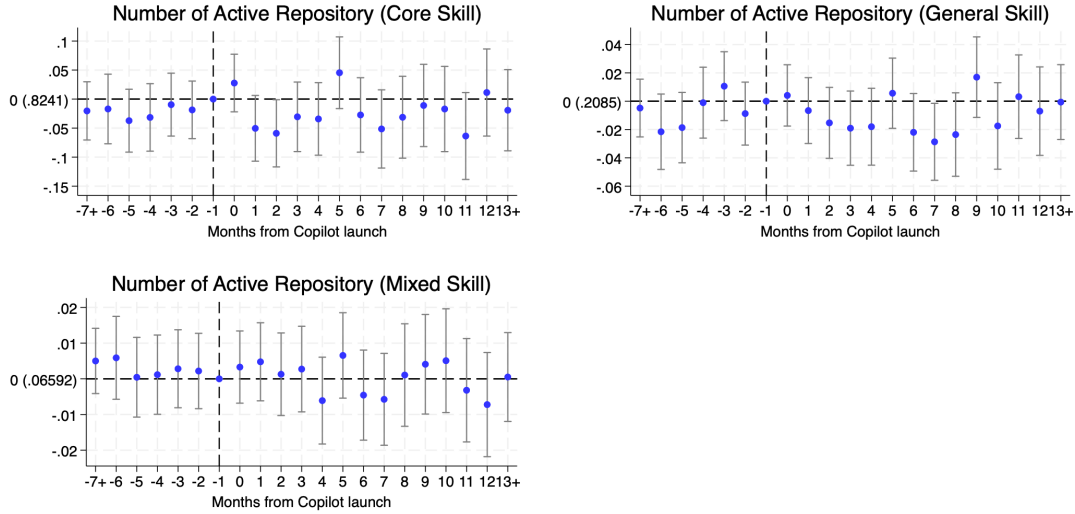 Number of Active Repository (Core Skill)
.1
.05
0 (.8241)
-.05
-.1
-.15
-7+ -6 -5 -4 -3 -2 -1 0 1 2 3 4 5 6 7 8 9 10 11 12 13+
Months from Copilot launch
Number of Active Repository (General Skill)
.04
.02
0 (.2085)
-.02
-.04
-.06
-7+ -6 -5 -4 -3 -2 -1 0 1 2 3 4 5 6 7 8 9 10 11 12 13+
Months from Copilot launch
Number of Active Repository (Mixed Skill)
.02
.01
0 (.06592)
-.01
-.02
-7+ -6 -5 -4 -3 -2 -1 0 1 2 3 4 5 6 7 8 9 10 11 12 13+
Months from Copilot launch